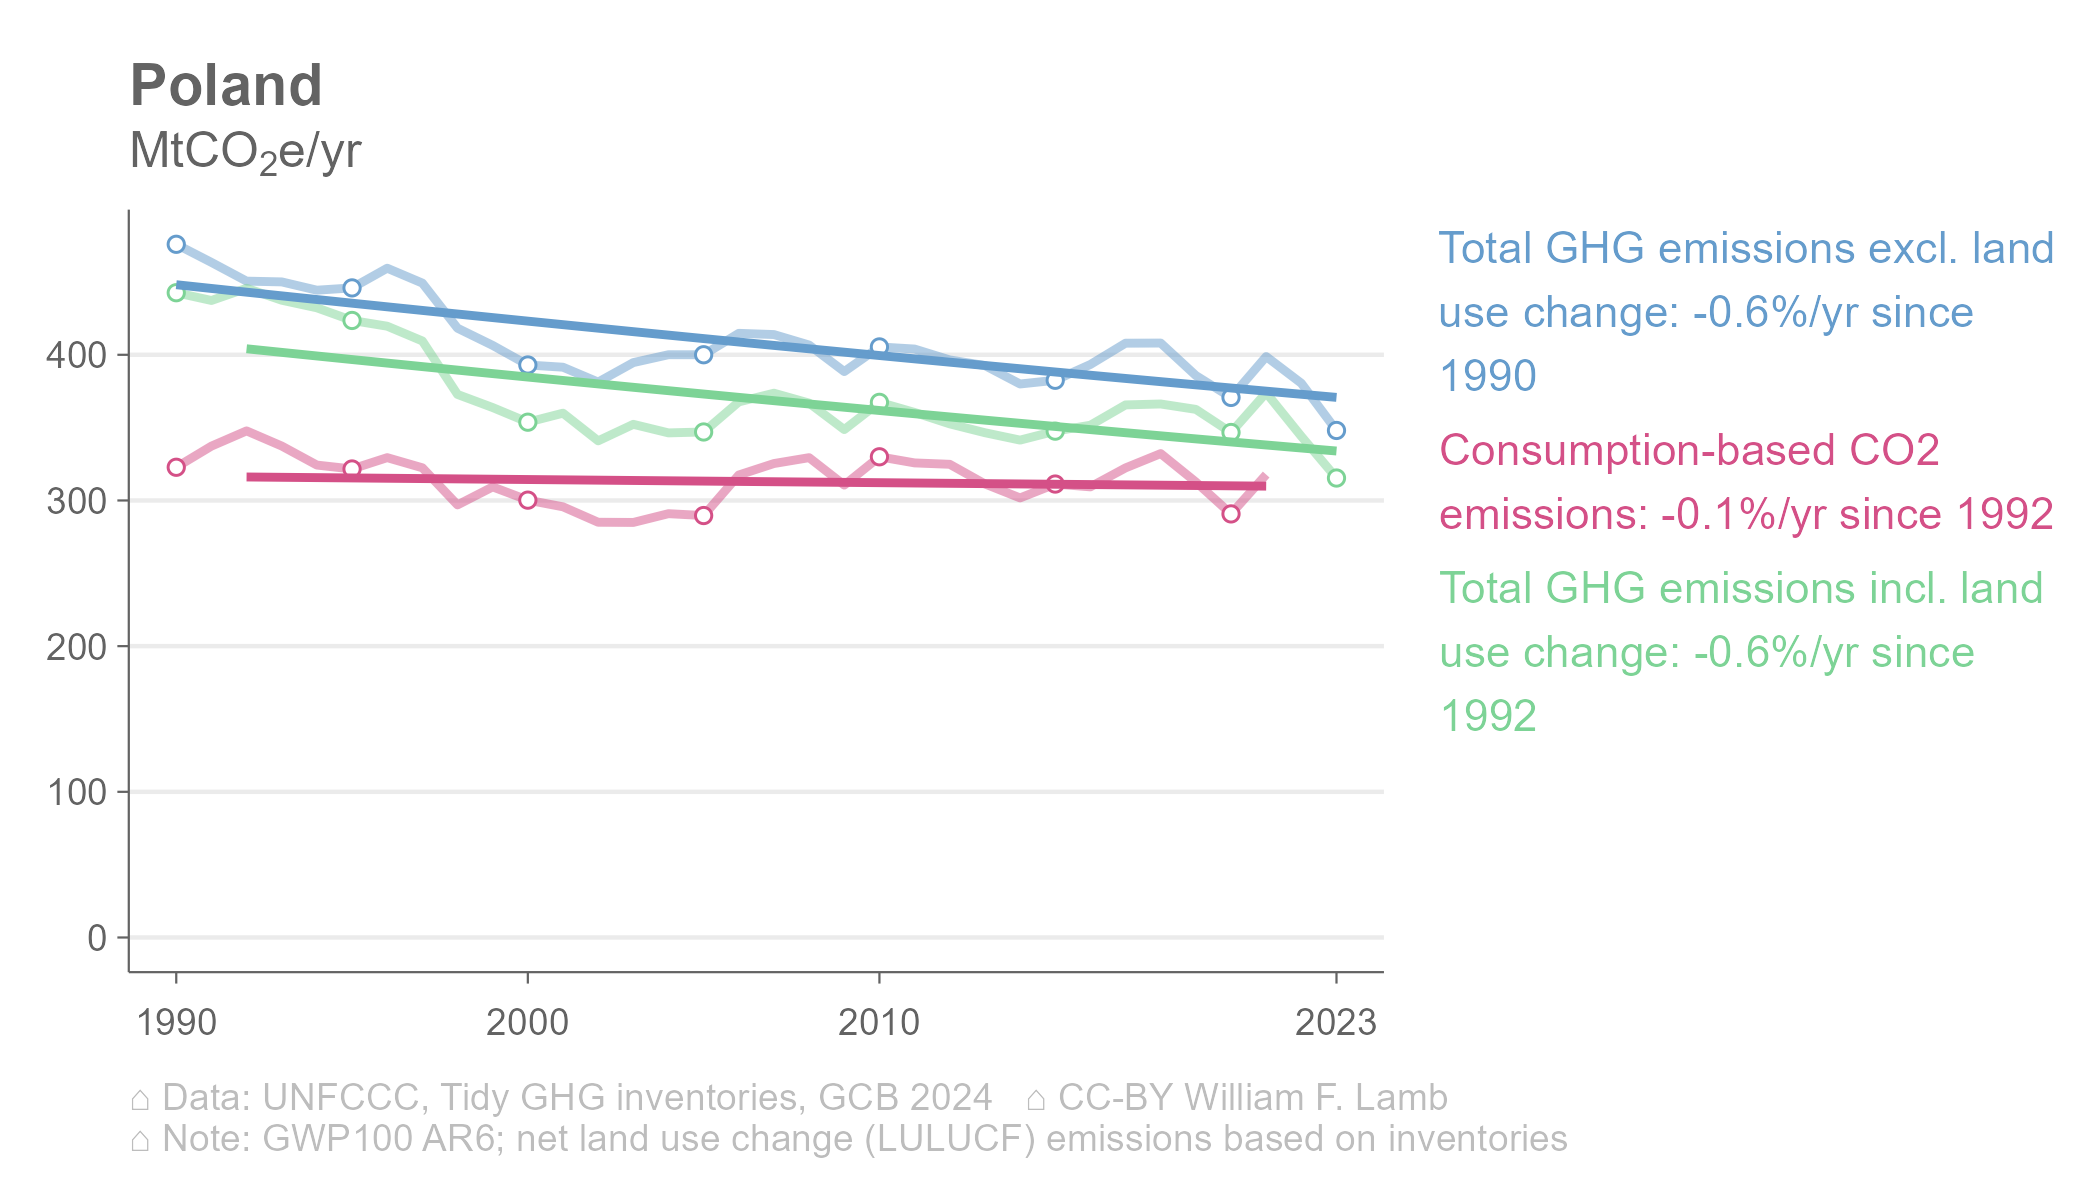 Poland
MtCO₂e/yr
400
300
200
100
0
1990
2000
2010
2023
Total GHG emissions excl. land
use change: -0.6%/yr since
1990
Consumption-based CO2
emissions: -0.1%/yr since 1992
Total GHG emissions incl. land
use change: -0.6%/yr since
1992
⌂ Data: UNFCCC, Tidy GHG inventories, GCB 2024 ⌂ CC-BY William F. Lamb
⌂ Note: GWP100 AR6; net land use change (LULUCF) emissions based on inventories